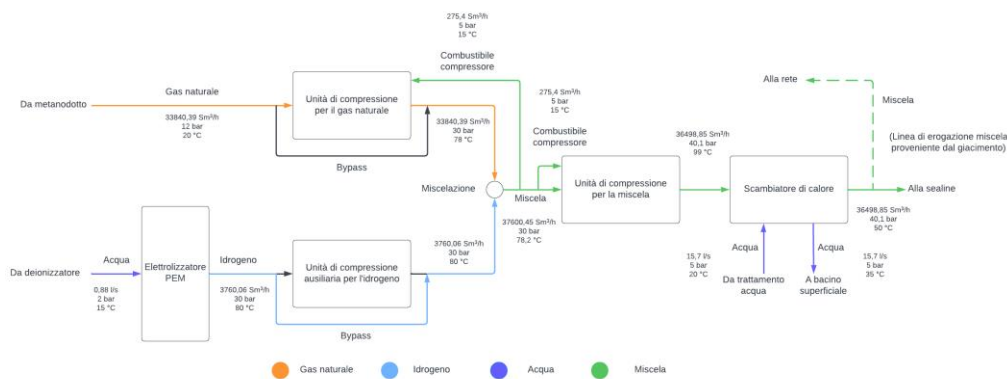 275,4 Sm³/h
5 bar
15 °C
Combustibile
compressore
Gas naturale
Da metanodotto
33840,39 Sm³/h
12 bar
20 °C
Unità di compressione
per il gas naturale
Bypass
33840,39 Sm³/h
30 bar
78 °C
275,4 Sm³/h
5 bar
15 °C
Combustibile
compressore
Miscelazione
Miscela
37600,45 Sm³/h
30 bar
78,2 °C
Unità di compressione
per la miscela
36498,85 Sm³/h
40,1 bar
99 °C
Scambiatore di calore
Alla rete
Miscela
(Linea di erogazione miscela
proveniente dal giacimento)
Alla sealine
36498,85 Sm³/h
40,1 bar
50 °C
Acqua
15,7 l/s
5 bar
20 °C
Da trattamento
acqua
Acqua
15,7 l/s
5 bar
35 °C
A bacino
superficiale
Da deionizzatore
Acqua
0,88 l/s
2 bar
15 °C
Elettrolizzatore
PEM
Idrogeno
3760,06 Sm³/h
30 bar
80 °C
Unità di compressione
ausiliaria per l'idrogeno
Bypass
3760,06 Sm³/h
30 bar
80 °C
Gas naturale
Idrogeno
Acqua
Miscela